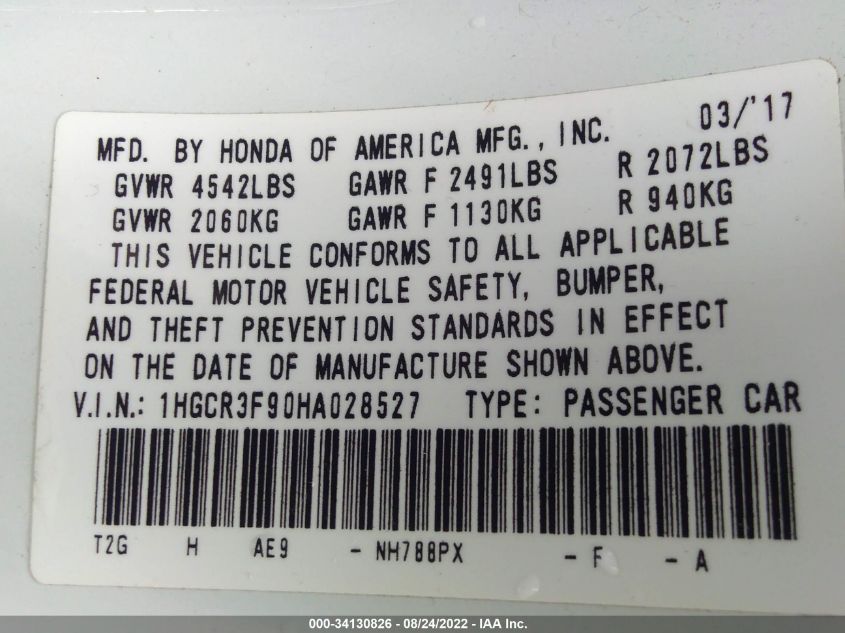 MFD. BY HONDA OF AMERICA MFG., INC. 03/'17
GVWR 4542LBS GAWR F 2491LBS R 2072LBS
GVWR 2060KG GAWR F 1130KG R 940KG
THIS VEHICLE CONFORMS TO ALL APPLICABLE
FEDERAL MOTOR VEHICLE SAFETY, BUMPER,
AND THEFT PREVENTION STANDARDS IN EFFECT
ON THE DATE OF MANUFACTURE SHOWN ABOVE.
V.I.N.: 1HGCR3F90HA028527 TYPE: PASSENGER CAR
T2G H AE9 - NH788PX - F - A
000-34130826 - 08/24/2022 - IAA Inc.